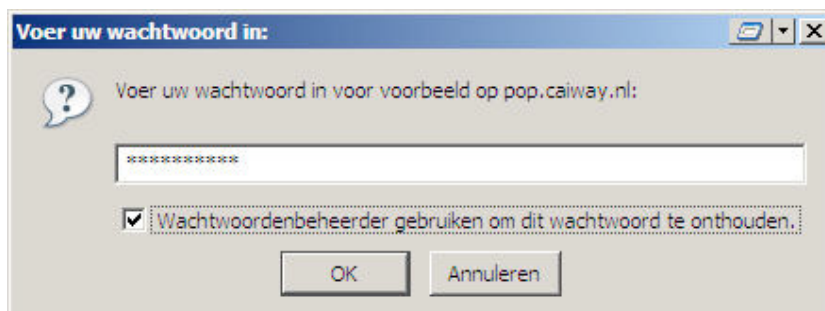 Voer uw wachtwoord in:
Voer uw wachtwoord in voor voorbeeld op pop.caiway.nl:
**********
Wachtwoordenbeheerder gebruiken om dit wachtwoord te onthouden.
OK Annuleren